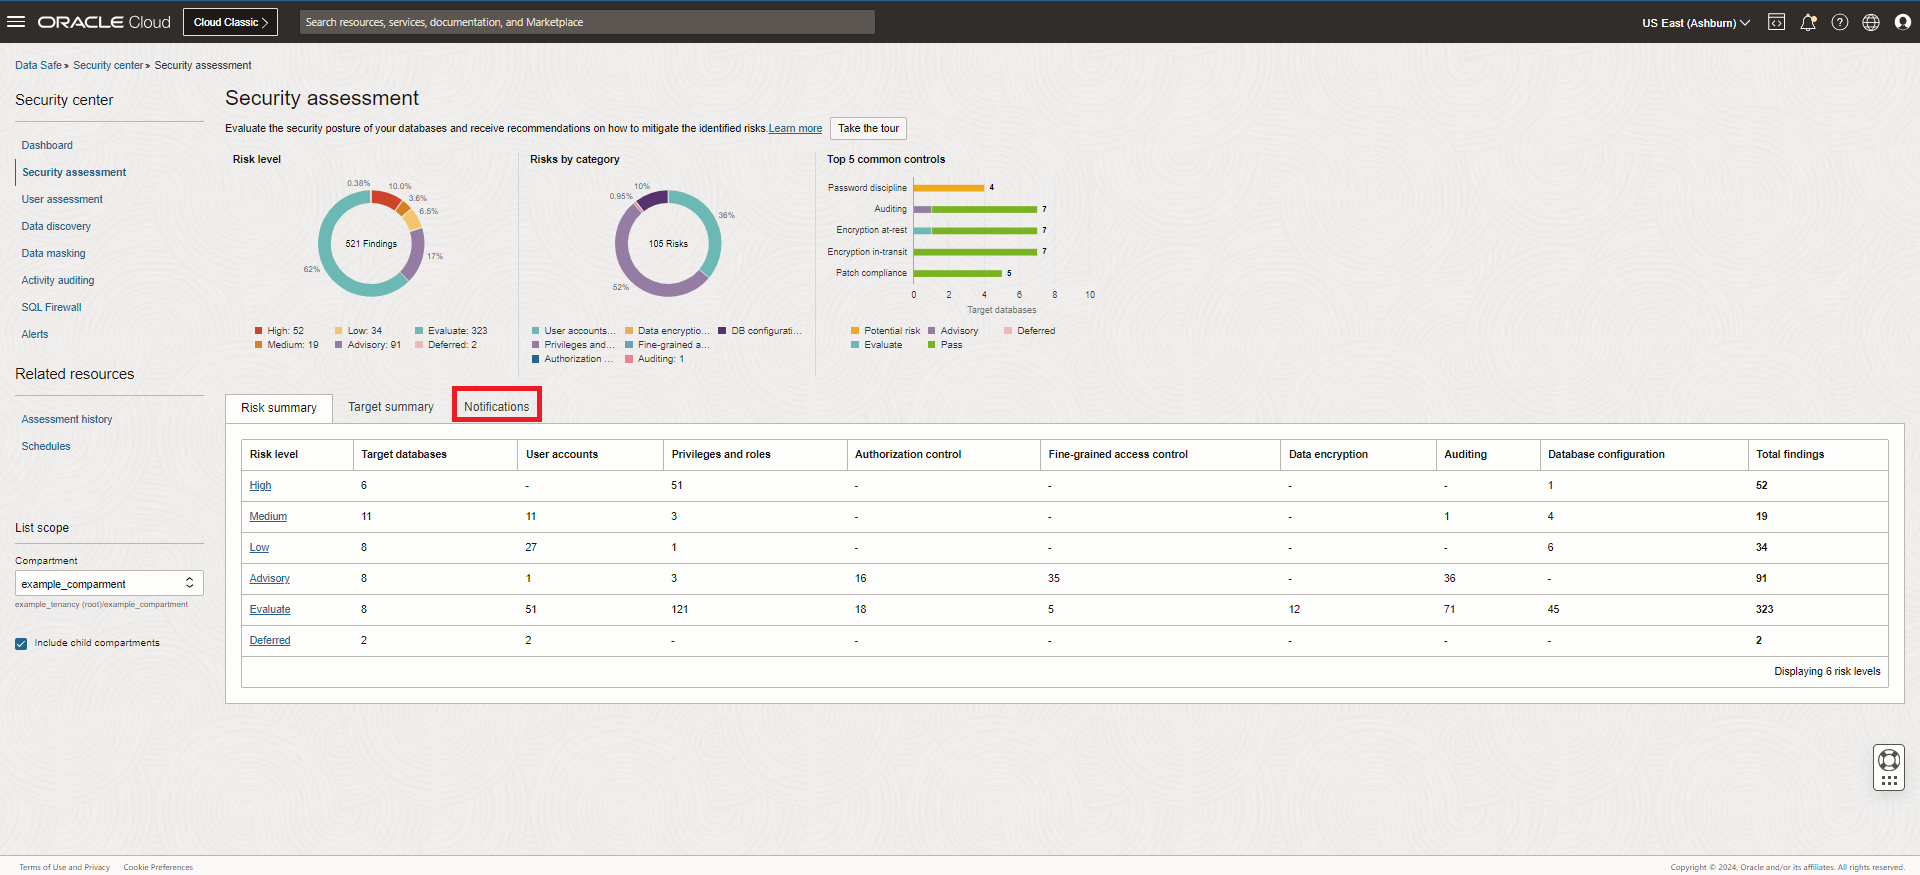 ORACLE Cloud Cloud Classic Search resources, services, documentation, and Marketplace US East (Ashburn)
Data Safe » Security center » Security assessment
Security center
Dashboard
Security assessment
User assessment
Data discovery
Data masking
Activity auditing
SQL Firewall
Alerts
Related resources
Assessment history
Schedules
List scope
Compartment
example_comparment
example_tenancy (root)/example_compartment
Include child compartments
Security assessment
Evaluate the security posture of your databases and receive recommendations on how to mitigate the identified risks. Learn more Take the tour
Risk level
0.38%
10.0%
3.6%
6.5%
17%
62%
521 Findings
High: 52 Low: 34 Evaluate: 323
Medium: 19 Advisory: 91 Deferred: 2
Risks by category
10%
0.95%
36%
52%
105 Risks
User accounts... Data encryptio... DB configurati...
Privileges and... Fine-grained a...
Authorization ... Auditing: 1
Top 5 common controls
Password discipline 4
Auditing 7
Encryption at-rest 7
Encryption in-transit 7
Patch compliance 5
0 2 4 6 8 10
Target databases
Potential risk Advisory Deferred
Evaluate Pass
Risk summary Target summary Notifications
Risk level Target databases User accounts Privileges and roles Authorization control Fine-grained access control Data encryption Auditing Database configuration Total findings
High 6 - 51 - - - - 1 52
Medium 11 11 3 - - - 1 4 19
Low 8 27 1 - - - - 6 34
Advisory 8 1 3 16 35 - 36 - 91
Evaluate 8 51 121 18 5 12 71 45 323
Deferred 2 2 - - - - - - 2
Displaying 6 risk levels
Terms of Use and Privacy Cookie Preferences Copyright © 2024, Oracle and/or its affiliates. All rights reserved.